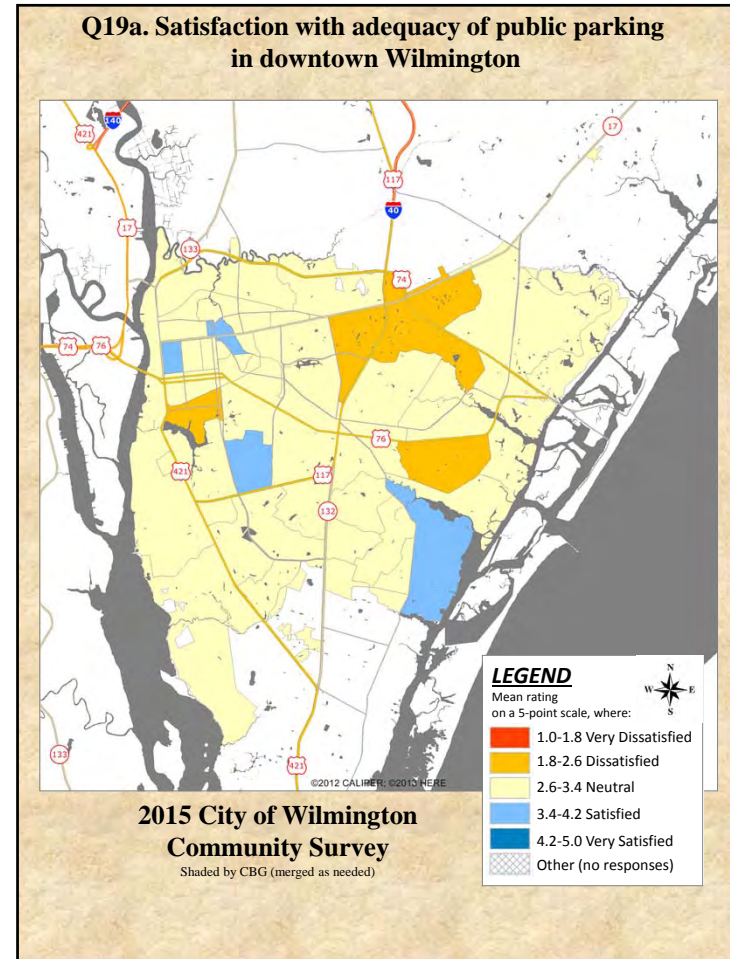 Q19a. Satisfaction with adequacy of public parking
in downtown Wilmington
140
421
117
17
40
17
133
74
74
76
76
421
117
132
133
421
©2012 CALIPER; ©2013 HERE
LEGEND
Mean rating
on a 5-point scale, where:
N
W E
S
1.0-1.8 Very Dissatisfied
1.8-2.6 Dissatisfied
2.6-3.4 Neutral
3.4-4.2 Satisfied
4.2-5.0 Very Satisfied
Other (no responses)
2015 City of Wilmington
Community Survey
Shaded by CBG (merged as needed)